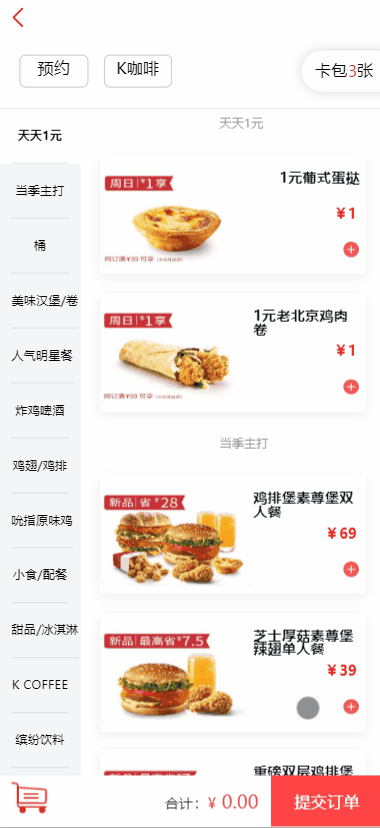 预约
K咖啡
卡包3张
天天1元
当季主打
桶
美味汉堡/卷
人气明星餐
炸鸡啤酒
鸡翅/鸡排
吮指原味鸡
小食/配餐
甜品/冰淇淋
K COFFEE
缤纷饮料
天天1元
周日 ¥1享
1元葡式蛋挞
¥1
周订满¥39可享
周日 ¥1享
1元老北京鸡肉
卷
¥1
周订满¥39可享
当季主打
新品 省¥28
鸡排堡素尊堡双
人餐
¥69
新品 最高省¥7.5
芝士厚菇素尊堡
辣翅单人餐
¥39
重磅双层鸡排堡
合计: ¥ 0.00
提交订单